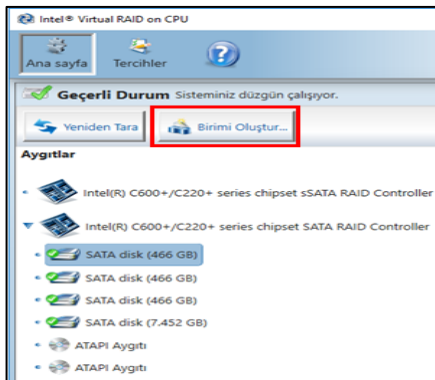 Intel® Virtual RAID on CPU
Ana sayfa Tercihler
Geçerli Durum Sisteminiz düzgün çalışıyor.
Yeniden Tara Birimi Oluştur...
Aygıtlar
Intel(R) C600+/C220+ series chipset sSATA RAID Controller
Intel(R) C600+/C220+ series chipset SATA RAID Controller
SATA disk (466 GB)
SATA disk (466 GB)
SATA disk (466 GB)
SATA disk (7.452 GB)
ATAPI Aygıtı
ATAPI Aygıtı